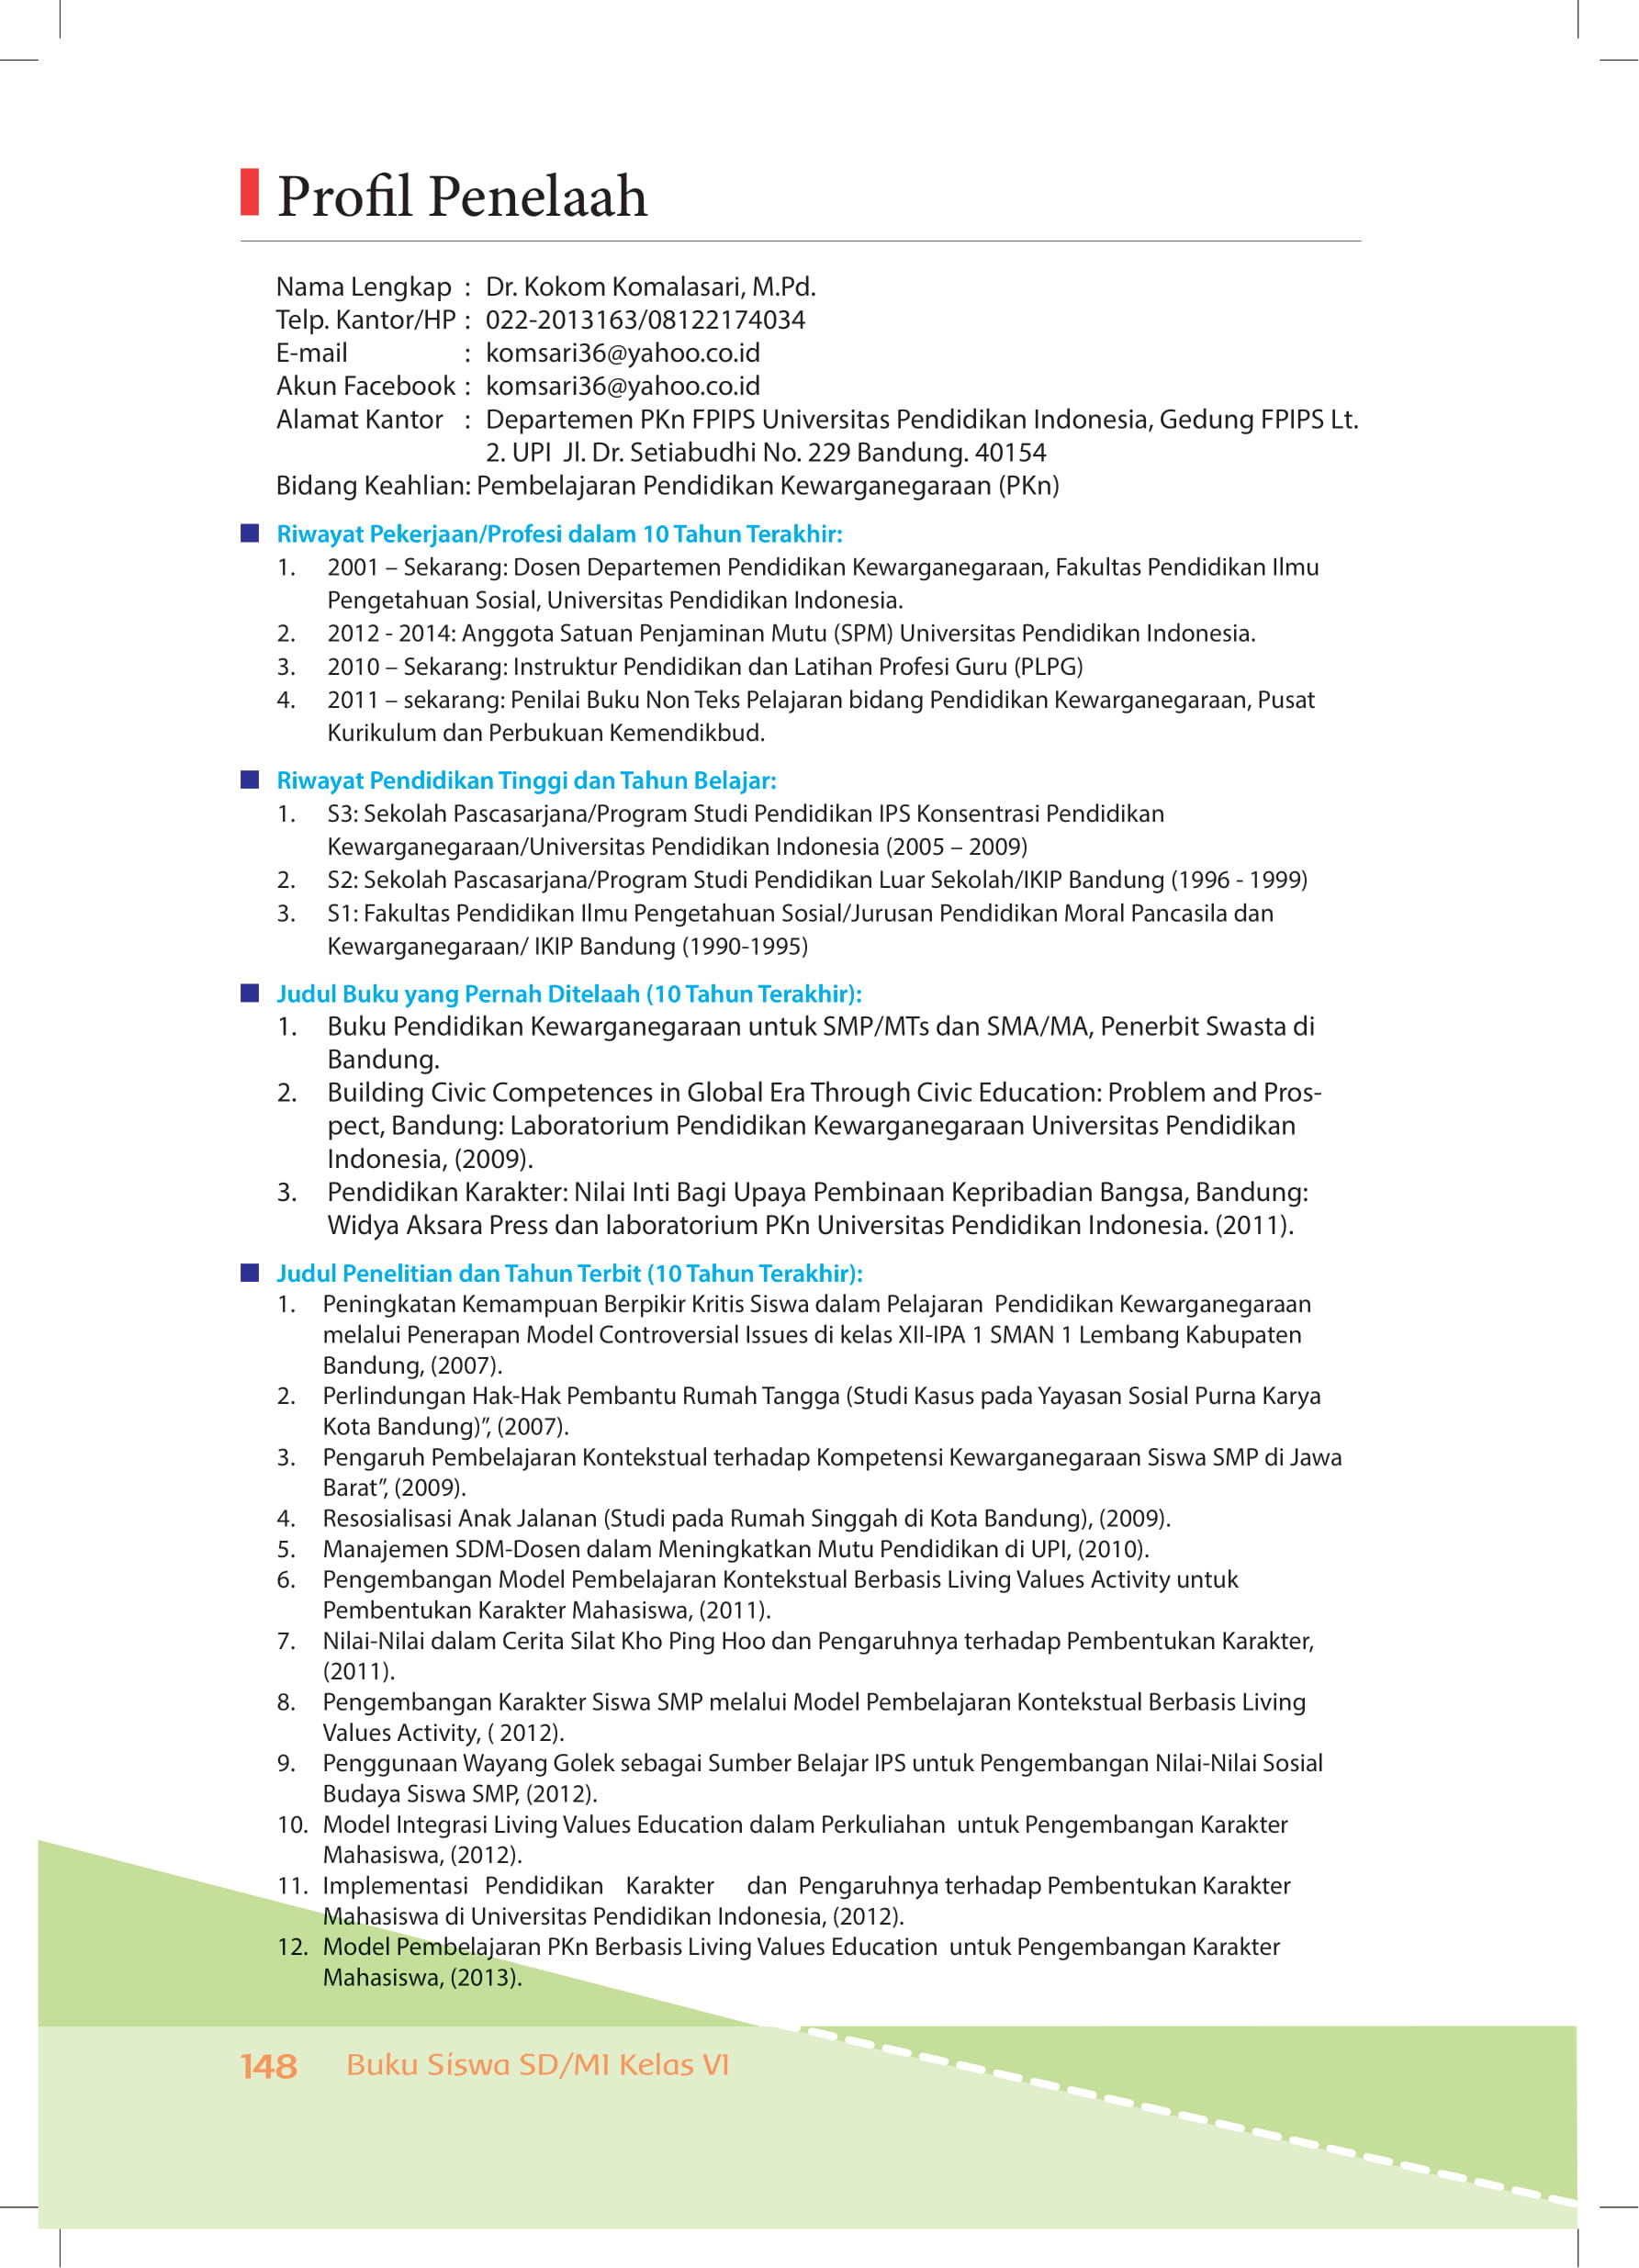 Profil Penelaah
Nama Lengkap : Dr. Kokom Komalasari, M.Pd.
Telp. Kantor/HP : 022-2013163/08122174034
E-mail : komsari36@yahoo.co.id
Akun Facebook : komsari36@yahoo.co.id
Alamat Kantor : Departemen PKn FPIPS Universitas Pendidikan Indonesia, Gedung FPIPS Lt.
2. UPI Jl. Dr. Setiabudhi No. 229 Bandung. 40154
Bidang Keahlian: Pembelajaran Pendidikan Kewarganegaraan (PKn)
Riwayat Pekerjaan/Profesi dalam 10 Tahun Terakhir:
1. 2001 – Sekarang: Dosen Departemen Pendidikan Kewarganegaraan, Fakultas Pendidikan Ilmu
Pengetahuan Sosial, Universitas Pendidikan Indonesia.
2. 2012 - 2014: Anggota Satuan Penjaminan Mutu (SPM) Universitas Pendidikan Indonesia.
3. 2010 – Sekarang: Instruktur Pendidikan dan Latihan Profesi Guru (PLPG)
4. 2011 – sekarang: Penilai Buku Non Teks Pelajaran bidang Pendidikan Kewarganegaraan, Pusat
Kurikulum dan Perbukuan Kemendikbud.
Riwayat Pendidikan Tinggi dan Tahun Belajar:
1. S3: Sekolah Pascasarjana/Program Studi Pendidikan IPS Konsentrasi Pendidikan
Kewarganegaraan/Universitas Pendidikan Indonesia (2005 – 2009)
2. S2: Sekolah Pascasarjana/Program Studi Pendidikan Luar Sekolah/IKIP Bandung (1996 - 1999)
3. S1: Fakultas Pendidikan Ilmu Pengetahuan Sosial/Jurusan Pendidikan Moral Pancasila dan
Kewarganegaraan/ IKIP Bandung (1990-1995)
Judul Buku yang Pernah Ditelaah (10 Tahun Terakhir):
1. Buku Pendidikan Kewarganegaraan untuk SMP/MTs dan SMA/MA, Penerbit Swasta di
Bandung.
2. Building Civic Competences in Global Era Through Civic Education: Problem and Pros-
pect, Bandung: Laboratorium Pendidikan Kewarganegaraan Universitas Pendidikan
Indonesia, (2009).
3. Pendidikan Karakter: Nilai Inti Bagi Upaya Pembinaan Kepribadian Bangsa, Bandung:
Widya Aksara Press dan laboratorium PKn Universitas Pendidikan Indonesia. (2011).
Judul Penelitian dan Tahun Terbit (10 Tahun Terakhir):
1. Peningkatan Kemampuan Berpikir Kritis Siswa dalam Pelajaran Pendidikan Kewarganegaraan
melalui Penerapan Model Controversial Issues di kelas XII-IPA 1 SMAN 1 Lembang Kabupaten
Bandung, (2007).
2. Perlindungan Hak-Hak Pembantu Rumah Tangga (Studi Kasus pada Yayasan Sosial Purna Karya
Kota Bandung)”, (2007).
3. Pengaruh Pembelajaran Kontekstual terhadap Kompetensi Kewarganegaraan Siswa SMP di Jawa
Barat”, (2009).
4. Resosialisasi Anak Jalanan (Studi pada Rumah Singgah di Kota Bandung), (2009).
5. Manajemen SDM-Dosen dalam Meningkatkan Mutu Pendidikan di UPI, (2010).
6. Pengembangan Model Pembelajaran Kontekstual Berbasis Living Values Activity untuk
Pembentukan Karakter Mahasiswa, (2011).
7. Nilai-Nilai dalam Cerita Silat Kho Ping Hoo dan Pengaruhnya terhadap Pembentukan Karakter,
(2011).
8. Pengembangan Karakter Siswa SMP melalui Model Pembelajaran Kontekstual Berbasis Living
Values Activity, ( 2012).
9. Penggunaan Wayang Golek sebagai Sumber Belajar IPS untuk Pengembangan Nilai-Nilai Sosial
Budaya Siswa SMP, (2012).
10. Model Integrasi Living Values Education dalam Perkuliahan untuk Pengembangan Karakter
Mahasiswa, (2012).
11. Implementasi Pendidikan Karakter dan Pengaruhnya terhadap Pembentukan Karakter
Mahasiswa di Universitas Pendidikan Indonesia, (2012).
12. Model Pembelajaran PKn Berbasis Living Values Education untuk Pengembangan Karakter
Mahasiswa, (2013).
148 Buku Siswa SD/MI Kelas VI